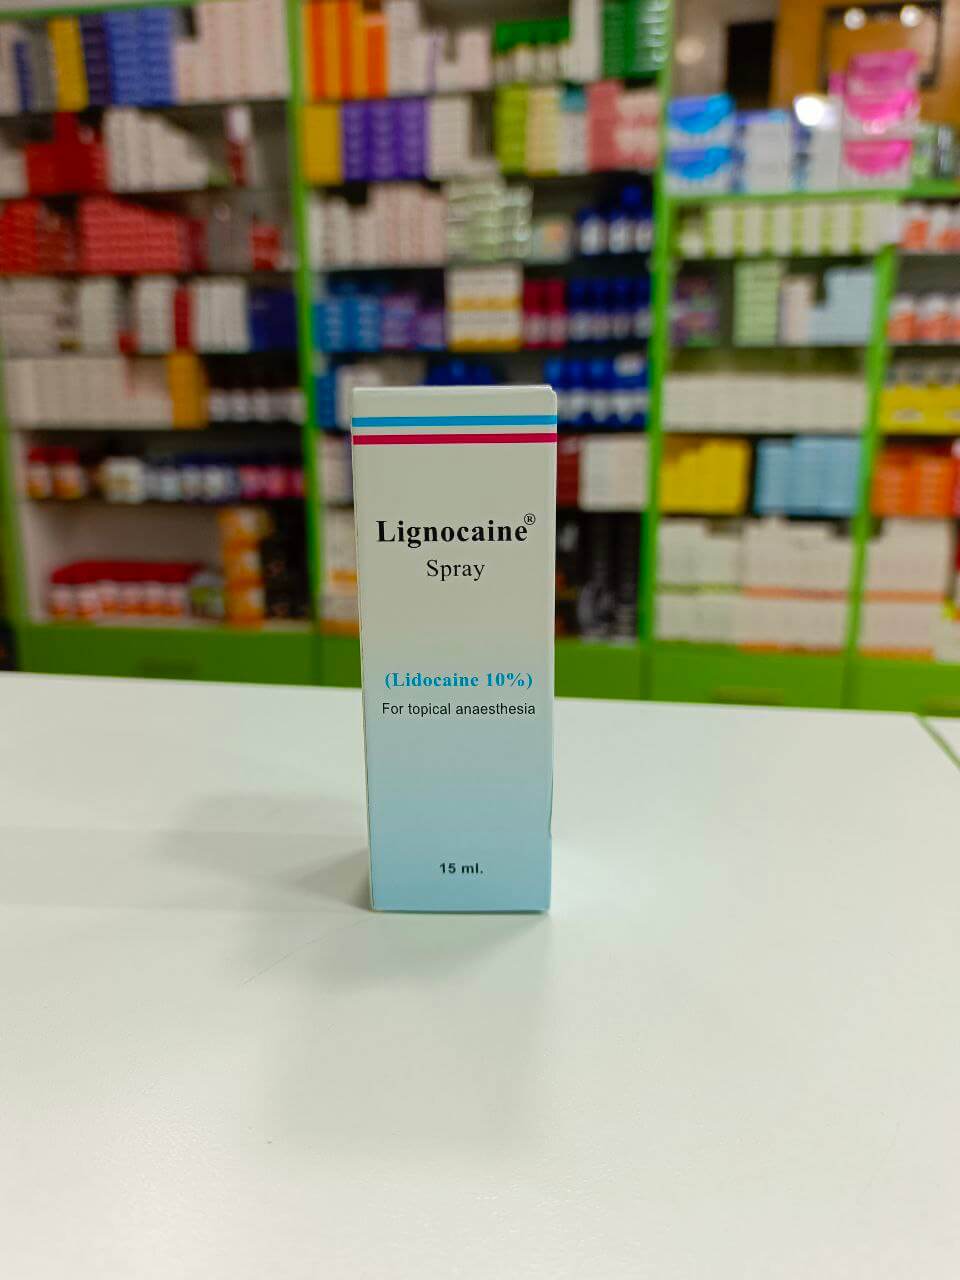 Lignocaine®
Spray
(Lidocaine 10%)
For topical anaesthesia
15 ml.